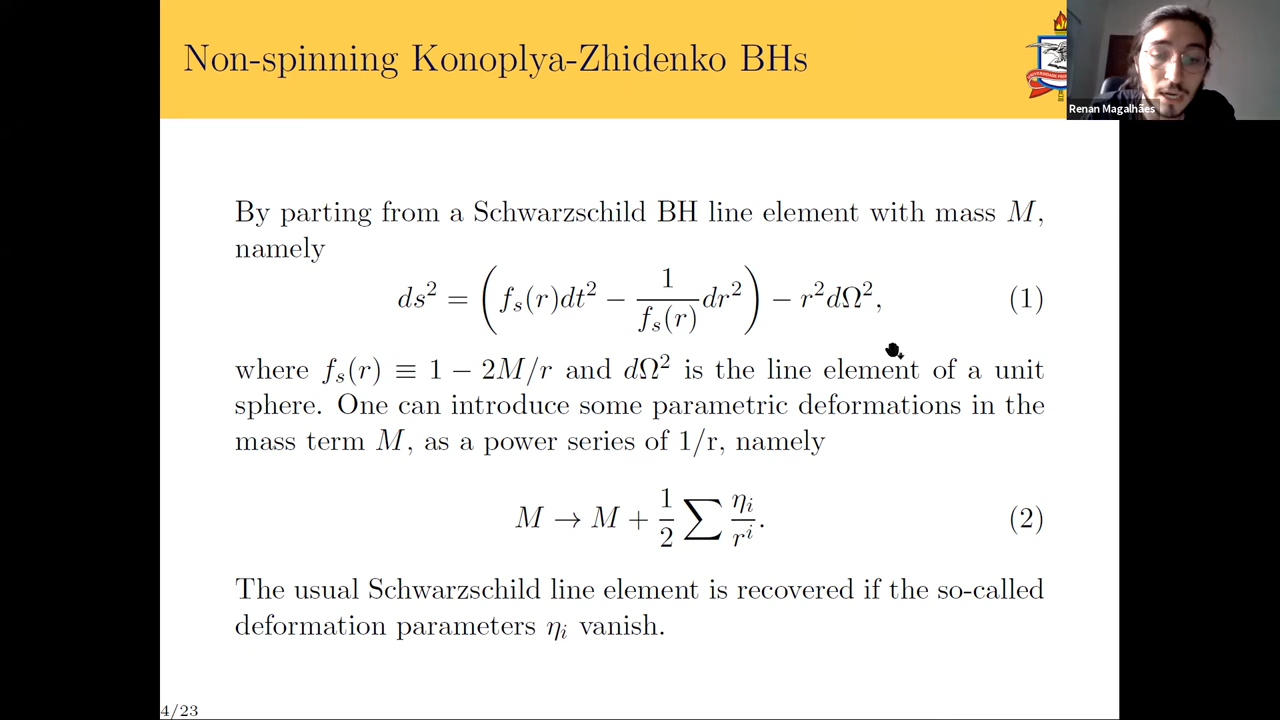 Non-spinning Konoplya-Zhidenko BHs
Renan Magalhães
By parting from a Schwarzschild BH line element with mass M,
namely
ds² = (f_s(r)dt² − 1/f_s(r) dr²) − r²dΩ², (1)
where f_s(r) ≡ 1 − 2M/r and dΩ² is the line element of a unit
sphere. One can introduce some parametric deformations in the
mass term M, as a power series of 1/r, namely
M → M + 1/2 ∑ η_i/r^i. (2)
The usual Schwarzschild line element is recovered if the so-called
deformation parameters η_i vanish.
4/23